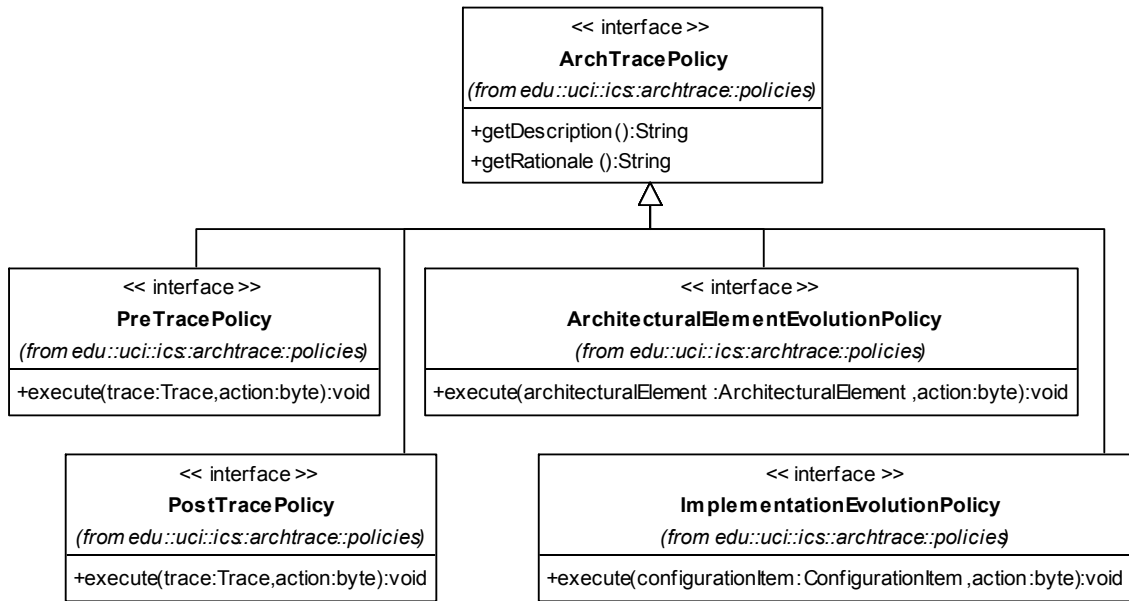 << interface >>
ArchTracePolicy
(from edu::uci::ics::archtrace::policies)
+getDescription():String
+getRationale():String
<< interface >>
PreTracePolicy
(from edu::uci::ics::archtrace::policies)
+execute(trace:Trace,action:byte):void
<< interface >>
ArchitecturalElementEvolutionPolicy
(from edu::uci::ics::archtrace::policies)
+execute(architecturalElement:ArchitecturalElement,action:byte):void
<< interface >>
PostTracePolicy
(from edu::uci::ics::archtrace::policies)
+execute(trace:Trace,action:byte):void
<< interface >>
ImplementationEvolutionPolicy
(from edu::uci::ics::archtrace::policies)
+execute(configurationItem:ConfigurationItem,action:byte):void